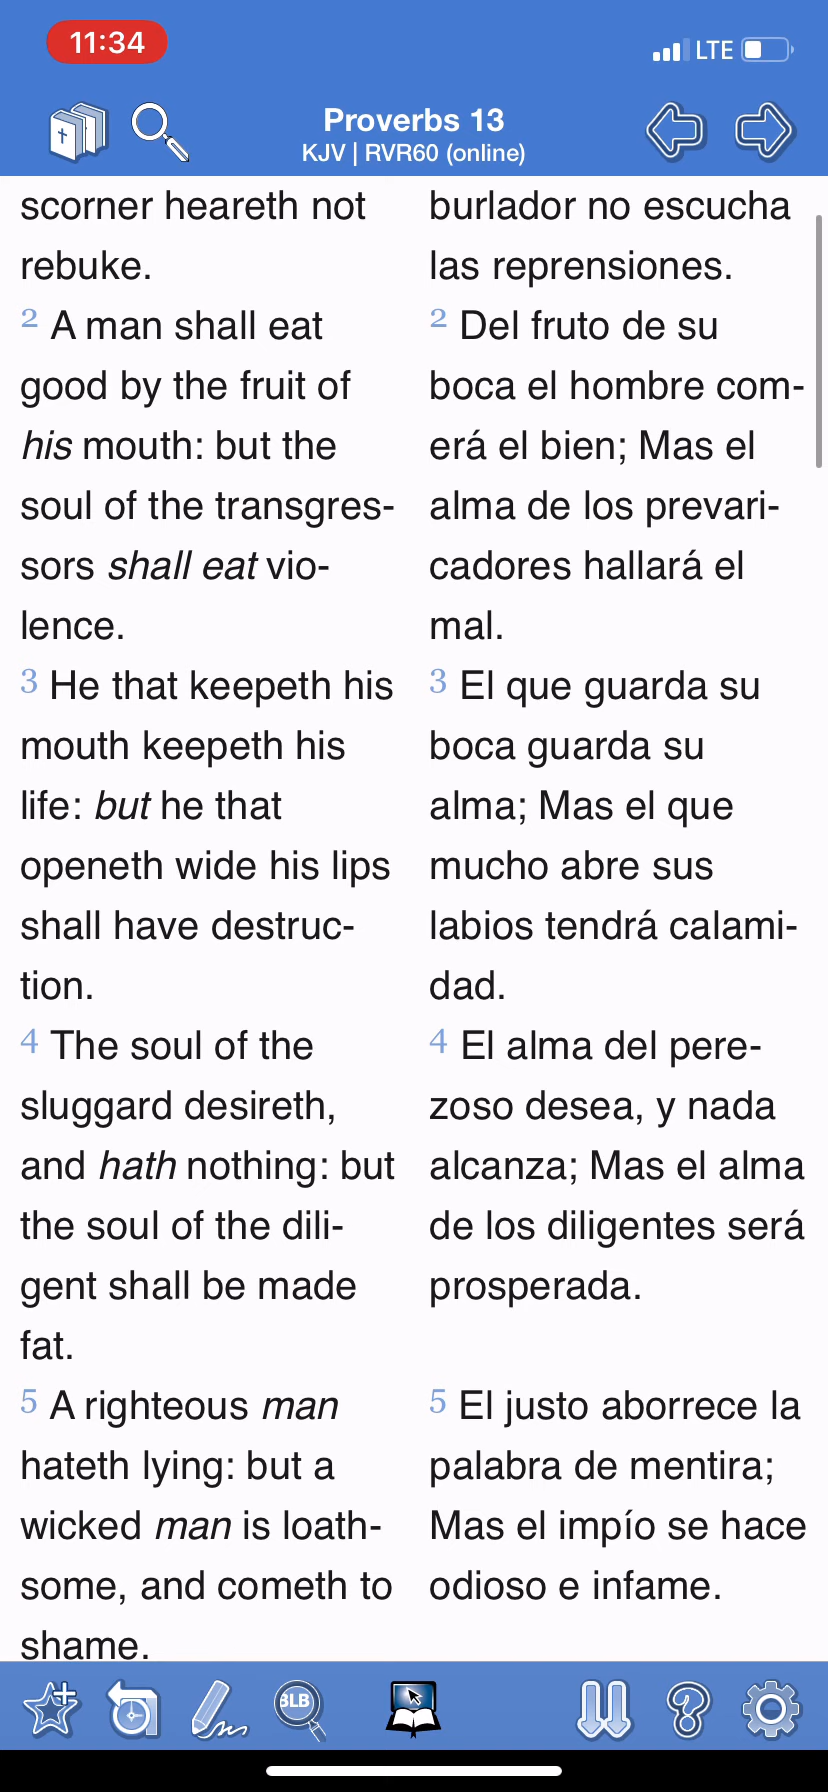 11:34
LTE
Proverbs 13
KJV | RVR60 (online)
scorner heareth not
rebuke.
2 A man shall eat
good by the fruit of
his mouth: but the
soul of the transgres-
sors shall eat vio-
lence.
3 He that keepeth his
mouth keepeth his
life: but he that
openeth wide his lips
shall have destruc-
tion.
4 The soul of the
sluggard desireth,
and hath nothing: but
the soul of the dili-
gent shall be made
fat.
5 A righteous man
hateth lying: but a
wicked man is loath-
some, and cometh to
shame.
burlador no escucha
las reprensiones.
2 Del fruto de su
boca el hombre com-
erá el bien; Mas el
alma de los prevari-
cadores hallará el
mal.
3 El que guarda su
boca guarda su
alma; Mas el que
mucho abre sus
labios tendrá calami-
dad.
4 El alma del pere-
zoso desea, y nada
alcanza; Mas el alma
de los diligentes será
prosperada.
5 El justo aborrece la
palabra de mentira;
Mas el impío se hace
odioso e infame.
BLB